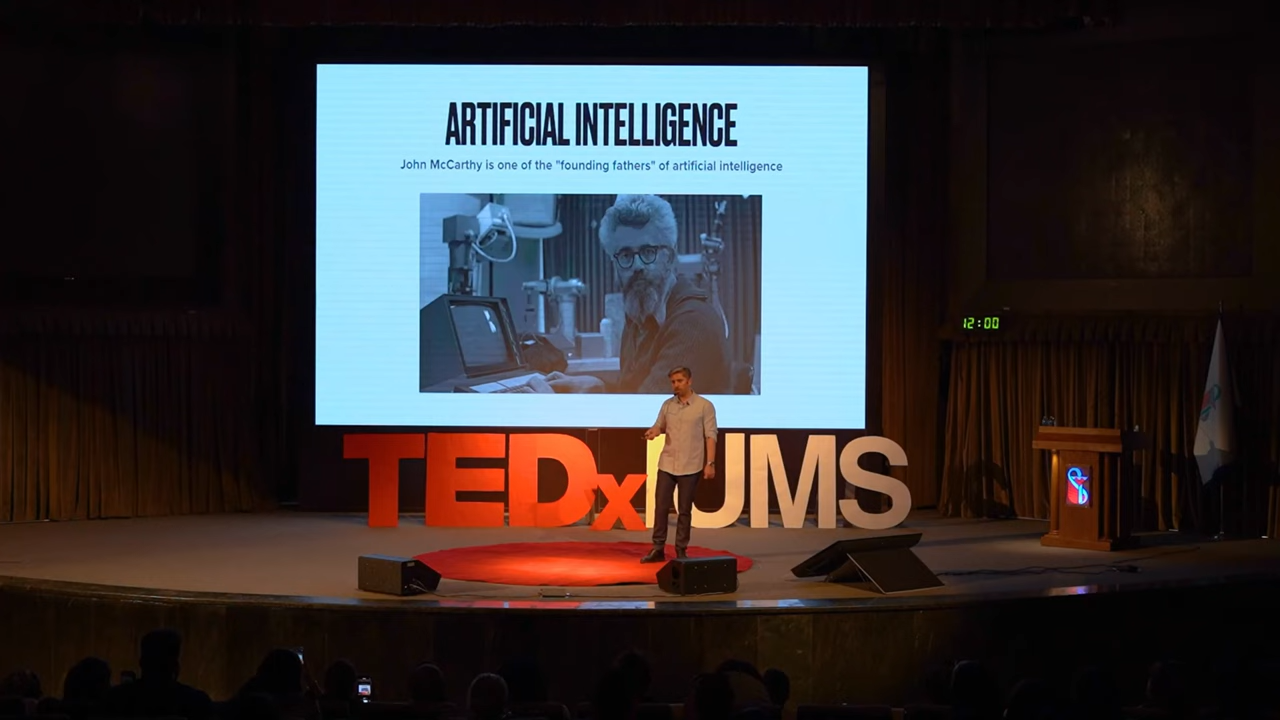 ARTIFICIAL INTELLIGENCE
John McCarthy is one of the "founding fathers" of artificial intelligence
12:00
TEDxIUMS